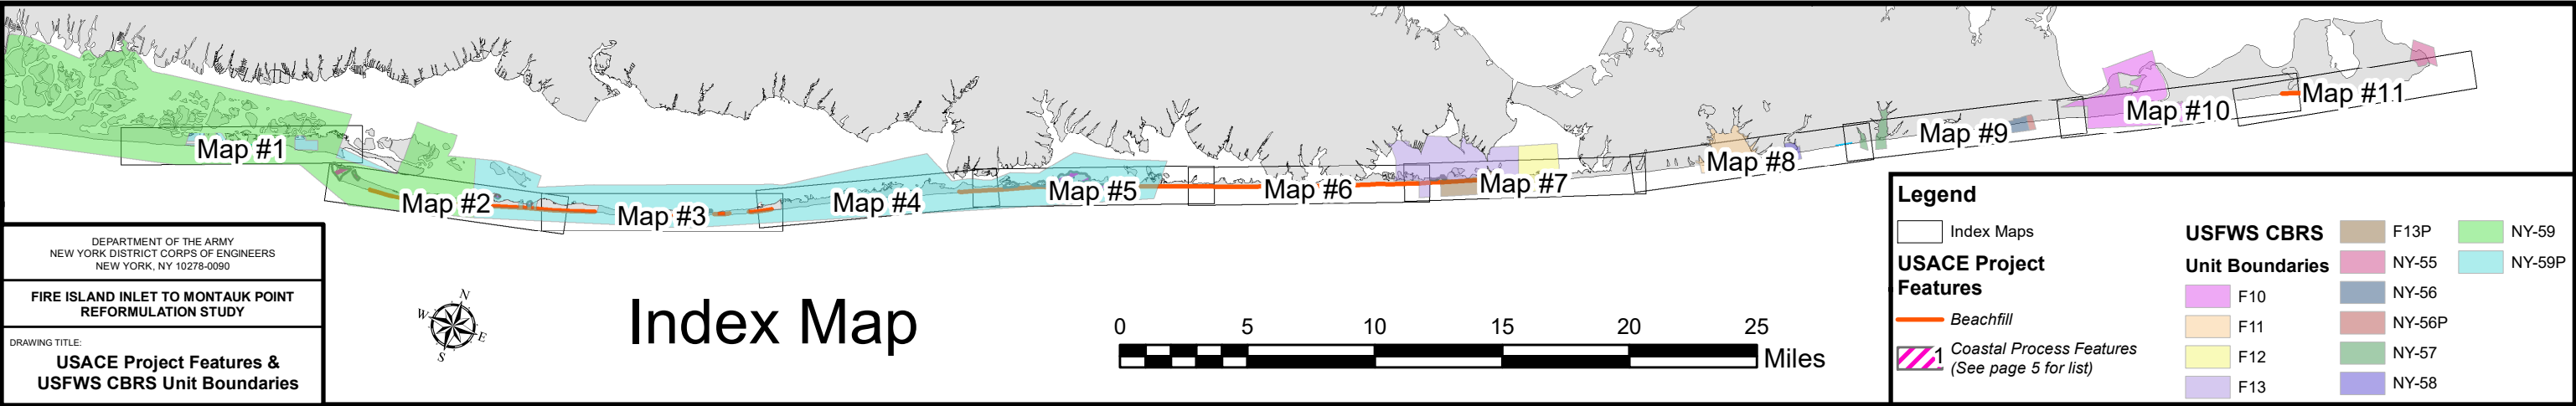 Map #1
Map #2
Map #3
Map #4
Map #5
Map #6
Map #7
Map #8
Map #9
Map #10
Map #11
DEPARTMENT OF THE ARMY
NEW YORK DISTRICT CORPS OF ENGINEERS
NEW YORK, NY 10278-0090
FIRE ISLAND INLET TO MONTAUK POINT
REFORMULATION STUDY
DRAWING TITLE:
USACE Project Features &
USFWS CBRS Unit Boundaries
N
W
E
S
Index Map
0 5 10 15 20 25
Miles
Legend
Index Maps
USACE Project
Features
Beachfill
1 Coastal Process Features
(See page 5 for list)
USFWS CBRS
Unit Boundaries
F10
F11
F12
F13
F13P
NY-55
NY-56
NY-56P
NY-57
NY-58
NY-59
NY-59P